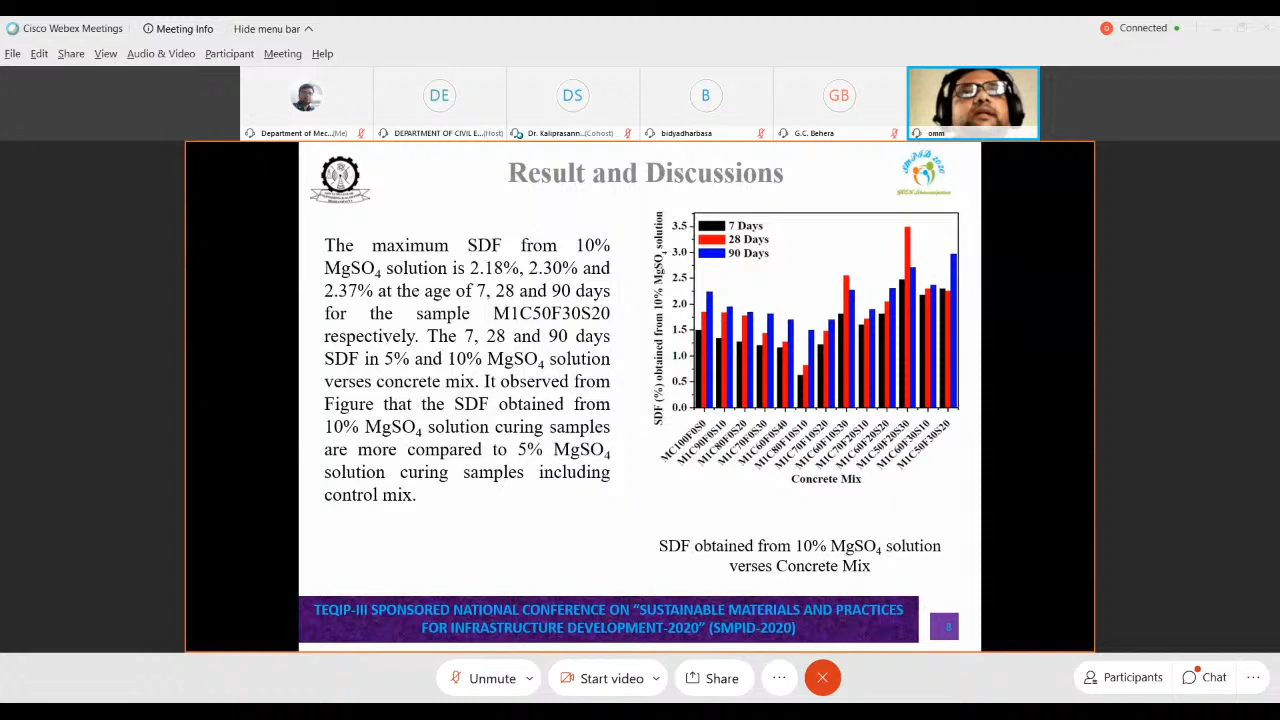 Cisco Webex Meetings
Meeting Info
Hide menu bar
Connected
File Edit Share View Audio & Video Participant Meeting Help
DE
DS
B
GB
Department of Mec...(Me)
DEPARTMENT OF CIVIL E...(Host)
Dr. Kaliprasann...(Cohost)
bidyadharbasa
G.C. Behera
omm
Result and Discussions
SMPID 2020
The maximum SDF from 10%
MgSO4 solution is 2.18%, 2.30% and
2.37% at the age of 7, 28 and 90 days
for the sample M1C50F30S20
respectively. The 7, 28 and 90 days
SDF in 5% and 10% MgSO4 solution
verses concrete mix. It observed from
Figure that the SDF obtained from
10% MgSO4 solution curing samples
are more compared to 5% MgSO4
solution curing samples including
control mix.
SDF (%) obtained from 10% MgSO4 solution
3.5
3.0
2.5
2.0
1.5
1.0
0.5
0.0
7 Days
28 Days
90 Days
MC100F0S0
M1C90F0S10
M1C80F0S20
M1C70F0S30
M1C60F0S40
M1C80F10S10
M1C70F10S20
M1C60F10S30
M1C70F20S10
M1C60F20S20
M1C50F20S30
M1C60F30S10
M1C50F30S20
Concrete Mix
SDF obtained from 10% MgSO4 solution
verses Concrete Mix
TEQIP-III SPONSORED NATIONAL CONFERENCE ON “SUSTAINABLE MATERIALS AND PRACTICES
FOR INFRASTRUCTURE DEVELOPMENT-2020” (SMPID-2020)
8
Unmute
Start video
Share
Participants
Chat